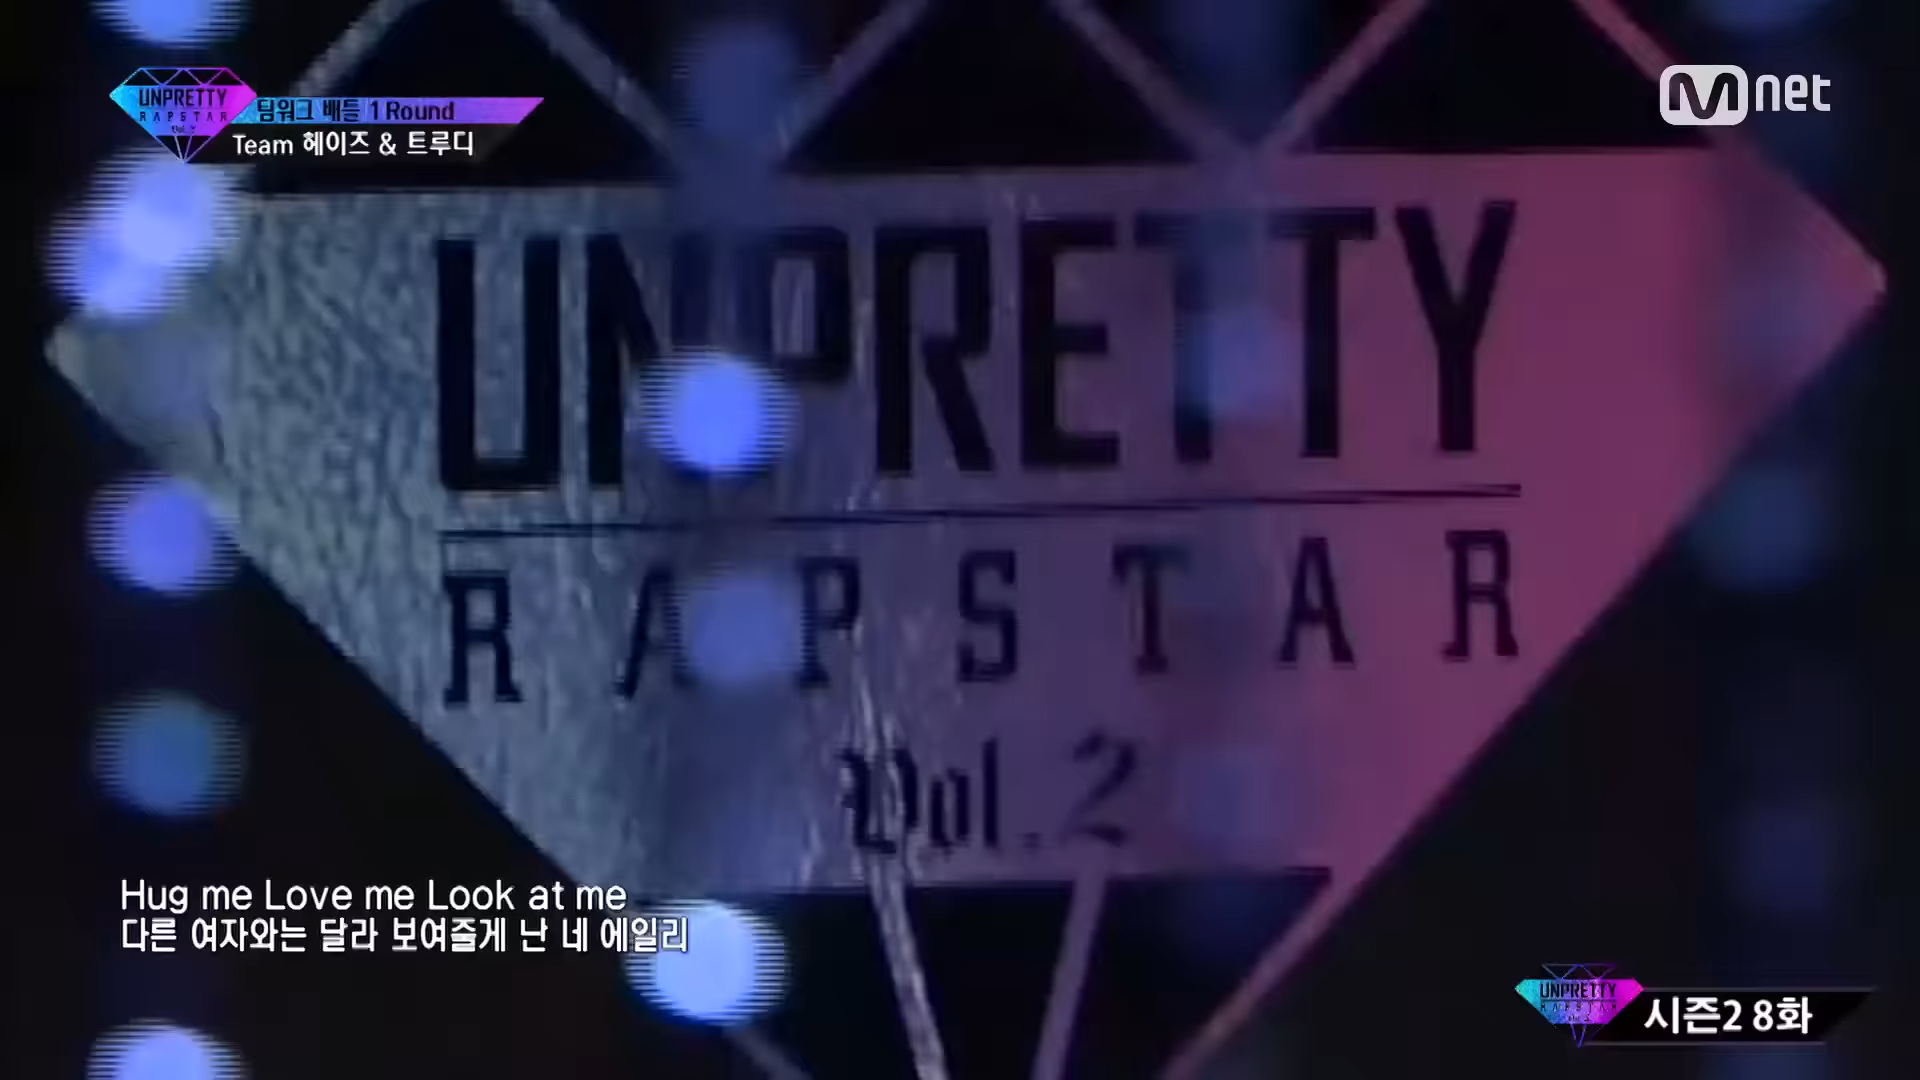 UNPRETTY
RAPSTAR
Vol.2
팀워크 배틀 1 Round
Team 헤이즈 & 트루디
Mnet
UNPRETTY
RAPSTAR
Vol.2
Hug me Love me Look at me
다른 여자와는 달라 보여줄게 난 네 에일리
UNPRETTY
RAPSTAR
시즌2 8화